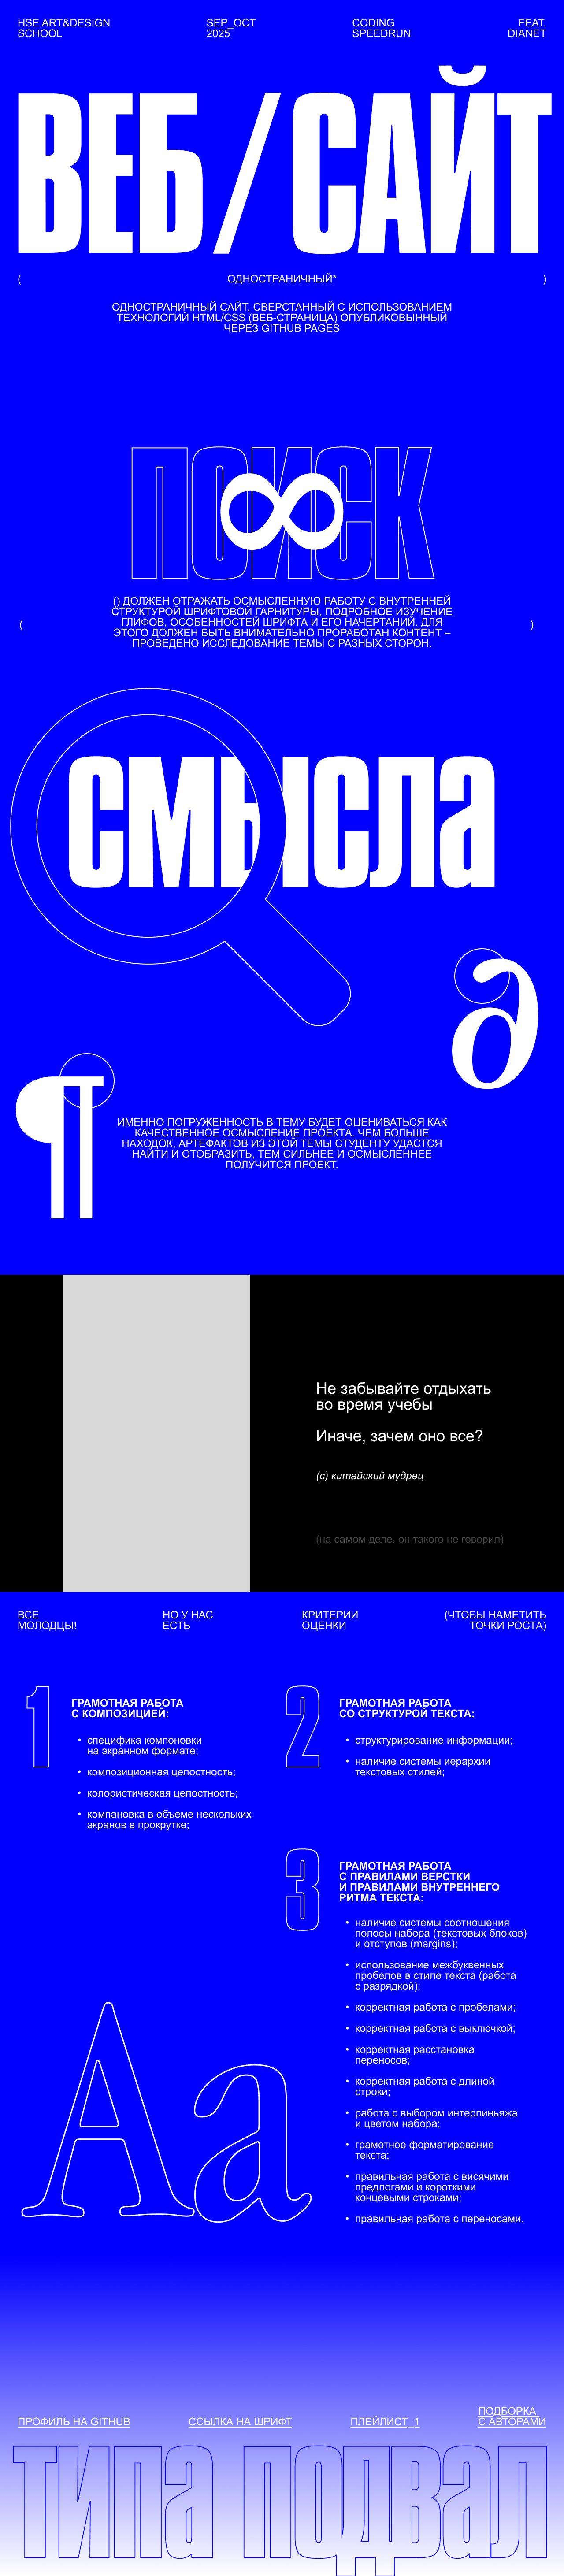 HSE ART&DESIGN
SCHOOL
SEP_OCT
2025
CODING
SPEEDRUN
FEAT.
DIANET
ВЕБ/САЙТ
( ОДНОСТРАНИЧНЫЙ* )
ОДНОСТРАНИЧНЫЙ САЙТ, СВЕРСТАННЫЙ С ИСПОЛЬЗОВАНИЕМ
ТЕХНОЛОГИЙ HTML/CSS (ВЕБ-СТРАНИЦА) ОПУБЛИКОВЫННЫЙ
ЧЕРЕЗ GITHUB PAGES
ПОИСК
∞
() ДОЛЖЕН ОТРАЖАТЬ ОСМЫСЛЕННУЮ РАБОТУ С ВНУТРЕННЕЙ
СТРУКТУРОЙ ШРИФТОВОЙ ГАРНИТУРЫ, ПОДРОБНОЕ ИЗУЧЕНИЕ
( ГЛИФОВ, ОСОБЕННОСТЕЙ ШРИФТА И ЕГО НАЧЕРТАНИЙ. ДЛЯ )
ЭТОГО ДОЛЖЕН БЫТЬ ВНИМАТЕЛЬНО ПРОРАБОТАН КОНТЕНТ –
ПРОВЕДЕНО ИССЛЕДОВАНИЕ ТЕМЫ С РАЗНЫХ СТОРОН.
смысла
∂
¶
ИМЕННО ПОГРУЖЕННОСТЬ В ТЕМУ БУДЕТ ОЦЕНИВАТЬСЯ КАК
КАЧЕСТВЕННОЕ ОСМЫСЛЕНИЕ ПРОЕКТА. ЧЕМ БОЛЬШЕ
НАХОДОК, АРТЕФАКТОВ ИЗ ЭТОЙ ТЕМЫ СТУДЕНТУ УДАСТСЯ
НАЙТИ И ОТОБРАЗИТЬ, ТЕМ СИЛЬНЕЕ И ОСМЫСЛЕННЕЕ
ПОЛУЧИТСЯ ПРОЕКТ.
Не забывайте отдыхать
во время учебы
Иначе, зачем оно все?
(с) китайский мудрец
(на самом деле, он такого не говорил)
ВСЕ
МОЛОДЦЫ!
НО У НАС
ЕСТЬ
КРИТЕРИИ
ОЦЕНКИ
(ЧТОБЫ НАМЕТИТЬ
ТОЧКИ РОСТА)
1
ГРАМОТНАЯ РАБОТА
С КОМПОЗИЦИЕЙ:
• специфика компоновки
на экранном формате;
• композиционная целостность;
• колористическая целостность;
• компановка в объеме нескольких
экранов в прокрутке;
2
ГРАМОТНАЯ РАБОТА
СО СТРУКТУРОЙ ТЕКСТА:
• структурирование информации;
• наличие системы иерархии
текстовых стилей;
3
ГРАМОТНАЯ РАБОТА
С ПРАВИЛАМИ ВЕРСТКИ
И ПРАВИЛАМИ ВНУТРЕННЕГО
РИТМА ТЕКСТА:
• наличие системы соотношения
полосы набора (текстовых блоков)
и отступов (margins);
• использование межбуквенных
пробелов в стиле текста (работа
с разрядкой);
• корректная работа с пробелами;
• корректная работа с выключкой;
• корректная расстановка
переносов;
• корректная работа с длиной
строки;
• работа с выбором интерлиньяжа
и цветом набора;
• грамотное форматирование
текста;
• правильная работа с висячими
предлогами и короткими
концевыми строками;
• правильная работа с переносами.
Аа
ПРОФИЛЬ НА GITHUB
ССЫЛКА НА ШРИФТ
ПЛЕЙЛИСТ_1
ПОДБОРКА
С АВТОРАМИ
типа подвал